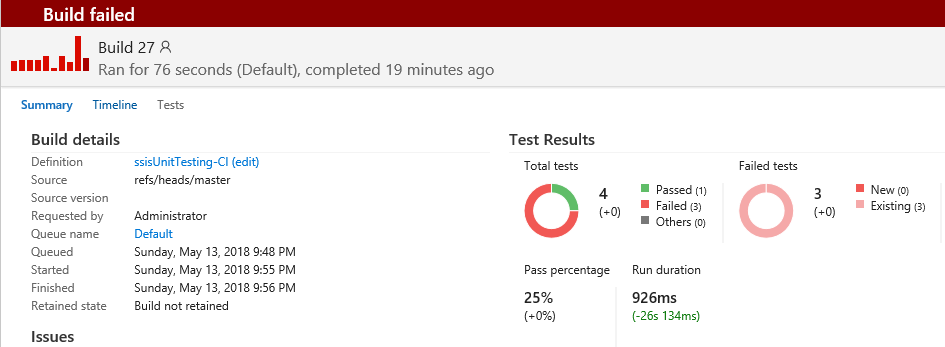 Build failed
Build 27
Ran for 76 seconds (Default), completed 19 minutes ago
Summary Timeline Tests
Build details
Definition ssisUnitTesting-CI (edit)
Source refs/heads/master
Source version
Requested by Administrator
Queue name Default
Queued Sunday, May 13, 2018 9:48 PM
Started Sunday, May 13, 2018 9:55 PM
Finished Sunday, May 13, 2018 9:56 PM
Retained state Build not retained
Issues
Test Results
Total tests
4
(+0)
Passed (1)
Failed (3)
Others (0)
Failed tests
3
(+0)
New (0)
Existing (3)
Pass percentage
25%
(+0%)
Run duration
926ms
(-26s 134ms)